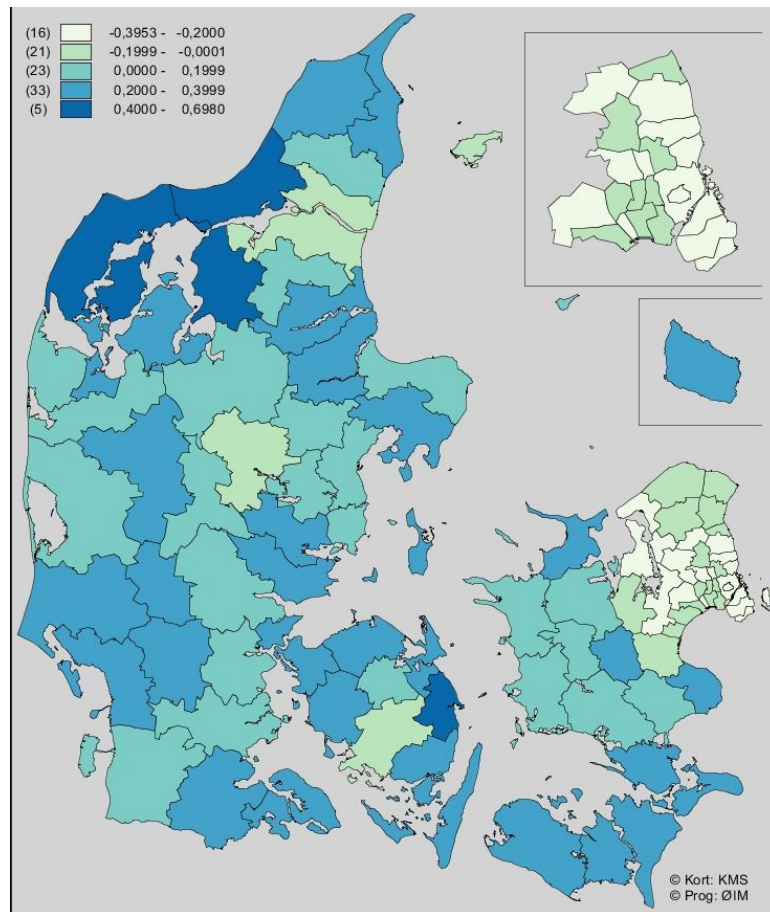 (16) -0,3953 - -0,2000
(21) -0,1999 - -0,0001
(23) 0,0000 - 0,1999
(33) 0,2000 - 0,3999
(5) 0,4000 - 0,6980
© Kort: KMS
© Prog: ØIM